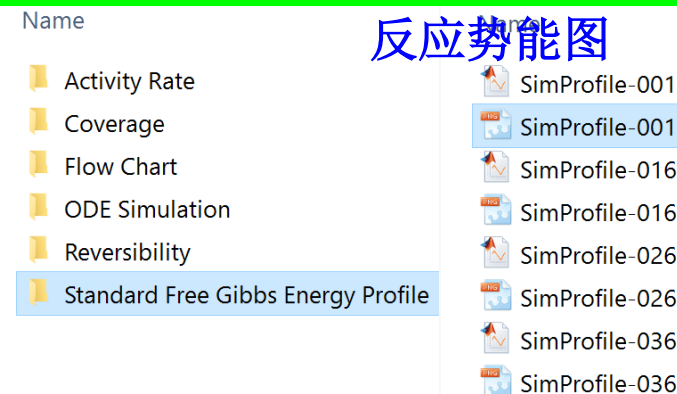 Name
Activity Rate
Coverage
Flow Chart
ODE Simulation
Reversibility
Standard Free Gibbs Energy Profile
反应势能图
Name
SimProfile-001
SimProfile-001
SimProfile-016
SimProfile-016
SimProfile-026
SimProfile-026
SimProfile-036
SimProfile-036